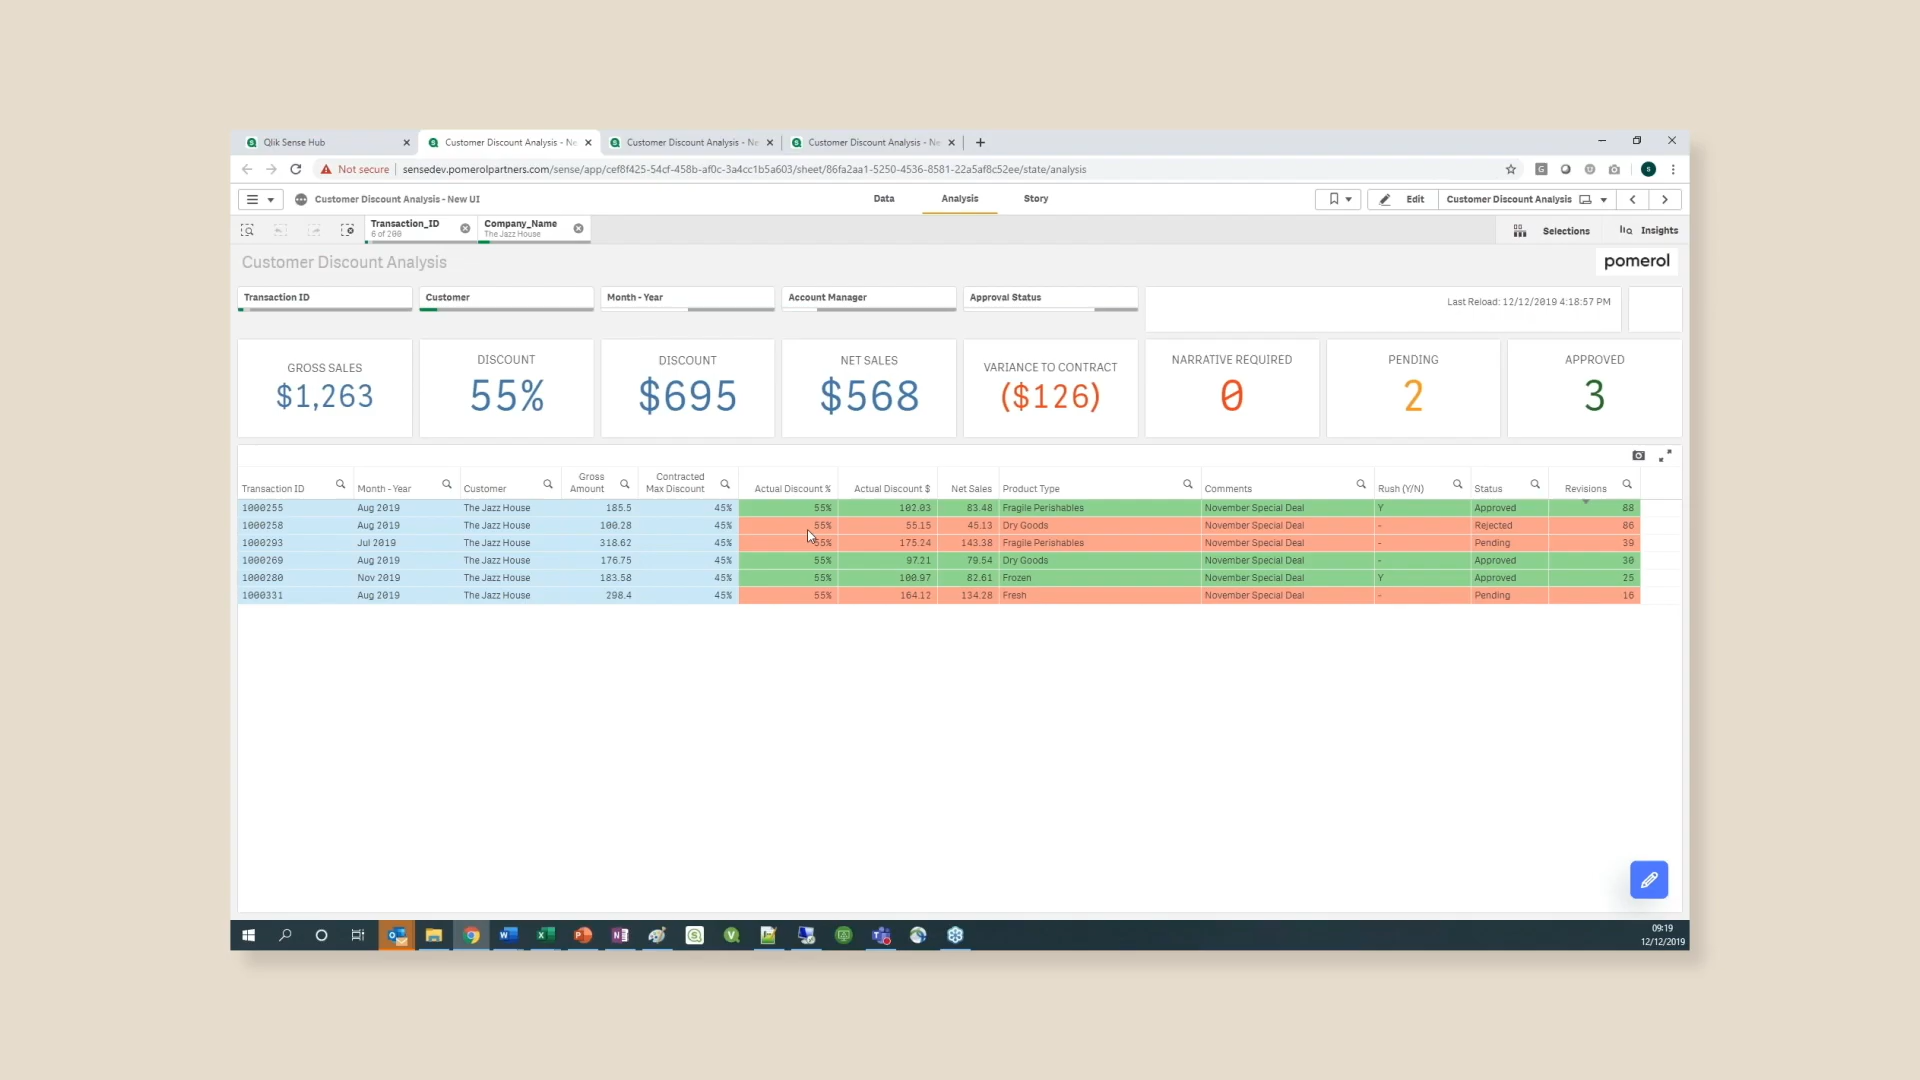 Qlik Sense Hub
Customer Discount Analysis - Ne
Customer Discount Analysis - Ne
Customer Discount Analysis - Ne
Not secure
sensedev.pomerolpartners.com/sense/app/cef8f425-54cf-458b-af0c-3a4cc1b5a603/sheet/86fa2aa1-5250-4536-8581-22a5af8c52ee/state/analysis
Customer Discount Analysis - New UI
Data
Analysis
Story
Edit
Customer Discount Analysis
Transaction_ID
6 of 200
Company_Name
The Jazz House
Selections
Insights
Customer Discount Analysis
pomerol
Transaction ID
Customer
Month - Year
Account Manager
Approval Status
Last Reload: 12/12/2019 4:18:57 PM
GROSS SALES
$1,263
DISCOUNT
55%
DISCOUNT
$695
NET SALES
$568
VARIANCE TO CONTRACT
($126)
NARRATIVE REQUIRED
0
PENDING
2
APPROVED
3
Transaction ID Month - Year Customer Gross Amount Contracted Max Discount Actual Discount % Actual Discount $ Net Sales Product Type Comments Rush (Y/N) Status Revisions
1000255 Aug 2019 The Jazz House 185.5 45% 55% 102.03 83.48 Fragile Perishables November Special Deal Y Approved 88
1000258 Aug 2019 The Jazz House 100.28 45% 55% 55.15 45.13 Dry Goods November Special Deal - Rejected 86
1000293 Jul 2019 The Jazz House 318.62 45% 55% 175.24 143.38 Fragile Perishables November Special Deal - Pending 39
1000269 Aug 2019 The Jazz House 176.75 45% 55% 97.21 79.54 Dry Goods November Special Deal - Approved 30
1000280 Nov 2019 The Jazz House 183.58 45% 55% 100.97 82.61 Frozen November Special Deal Y Approved 25
1000331 Aug 2019 The Jazz House 298.4 45% 55% 164.12 134.28 Fresh November Special Deal - Pending 16
09:19
12/12/2019